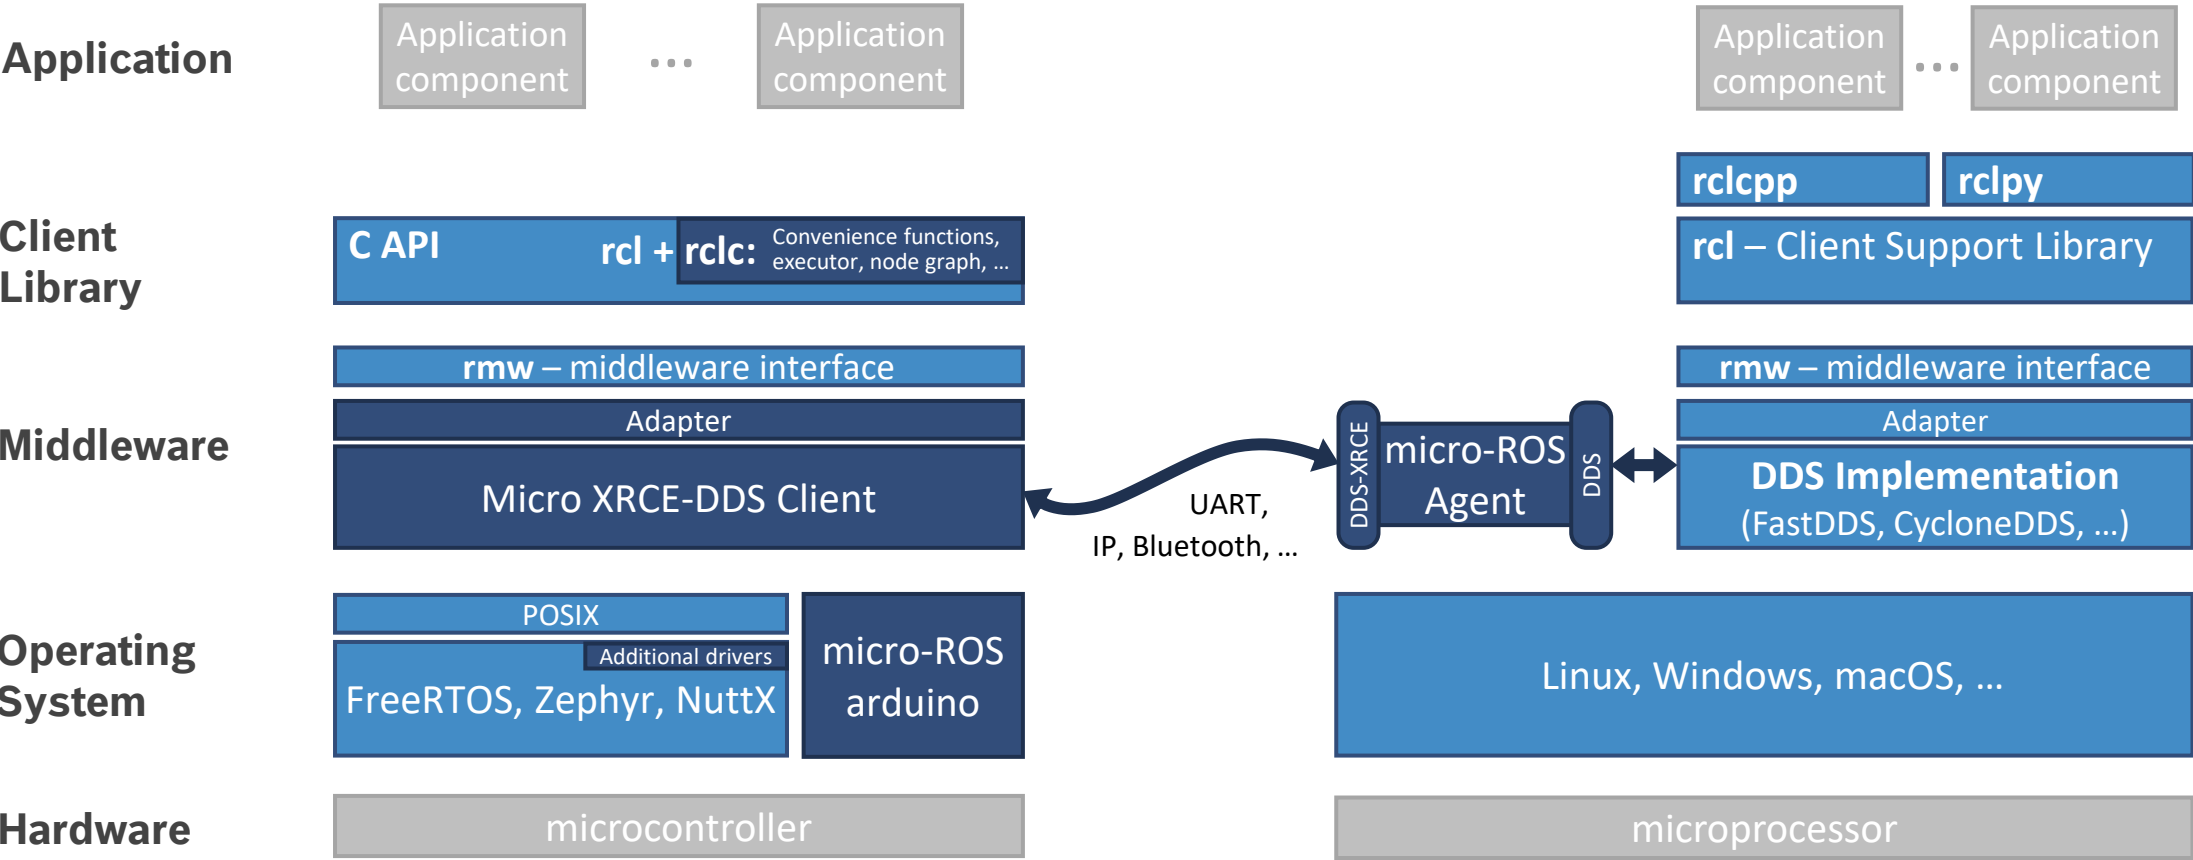 Application
Application
component
...
Application
component
Application
component
...
Application
component
Client
Library
C API
rcl + rclc: Convenience functions,
executor, node graph, ...
rclcpp
rclpy
rcl – Client Support Library
Middleware
rmw – middleware interface
Adapter
Micro XRCE-DDS Client
UART,
IP, Bluetooth, ...
DDS-XRCE
micro-ROS
Agent
DDS
rmw – middleware interface
Adapter
DDS Implementation
(FastDDS, CycloneDDS, ...)
Operating
System
POSIX
Additional drivers
FreeRTOS, Zephyr, NuttX
micro-ROS
arduino
Linux, Windows, macOS, ...
Hardware
microcontroller
microprocessor